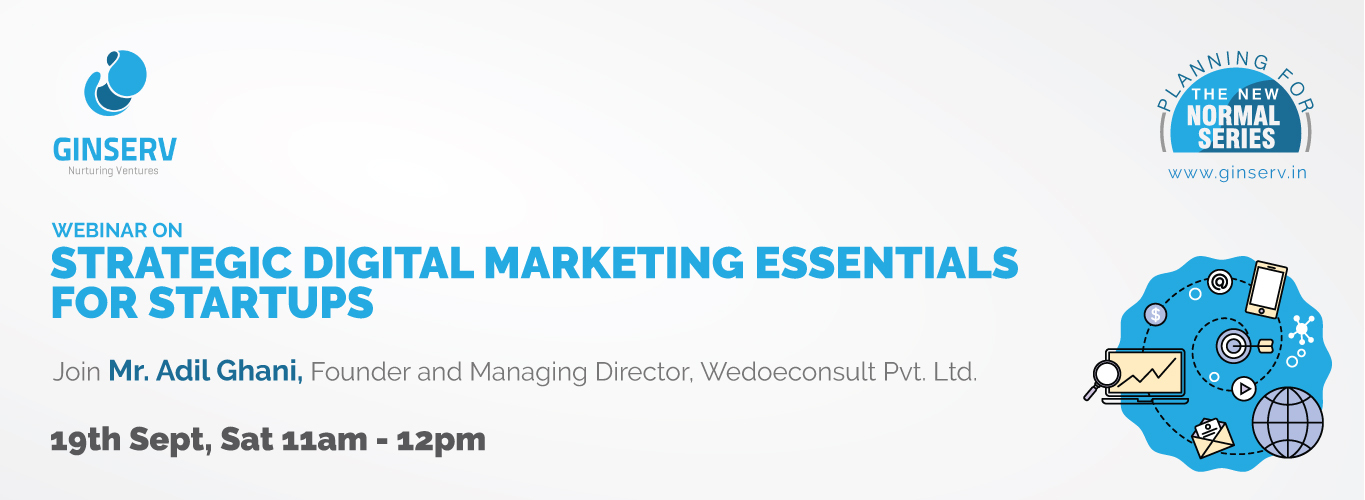 GINSERV
Nurturing Ventures
PLANNING FOR
THE NEW
NORMAL
SERIES
www.ginserv.in
WEBINAR ON
STRATEGIC DIGITAL MARKETING ESSENTIALS
FOR STARTUPS
Join Mr. Adil Ghani, Founder and Managing Director, Wedoeconsult Pvt. Ltd.
19th Sept, Sat 11am - 12pm
@
$